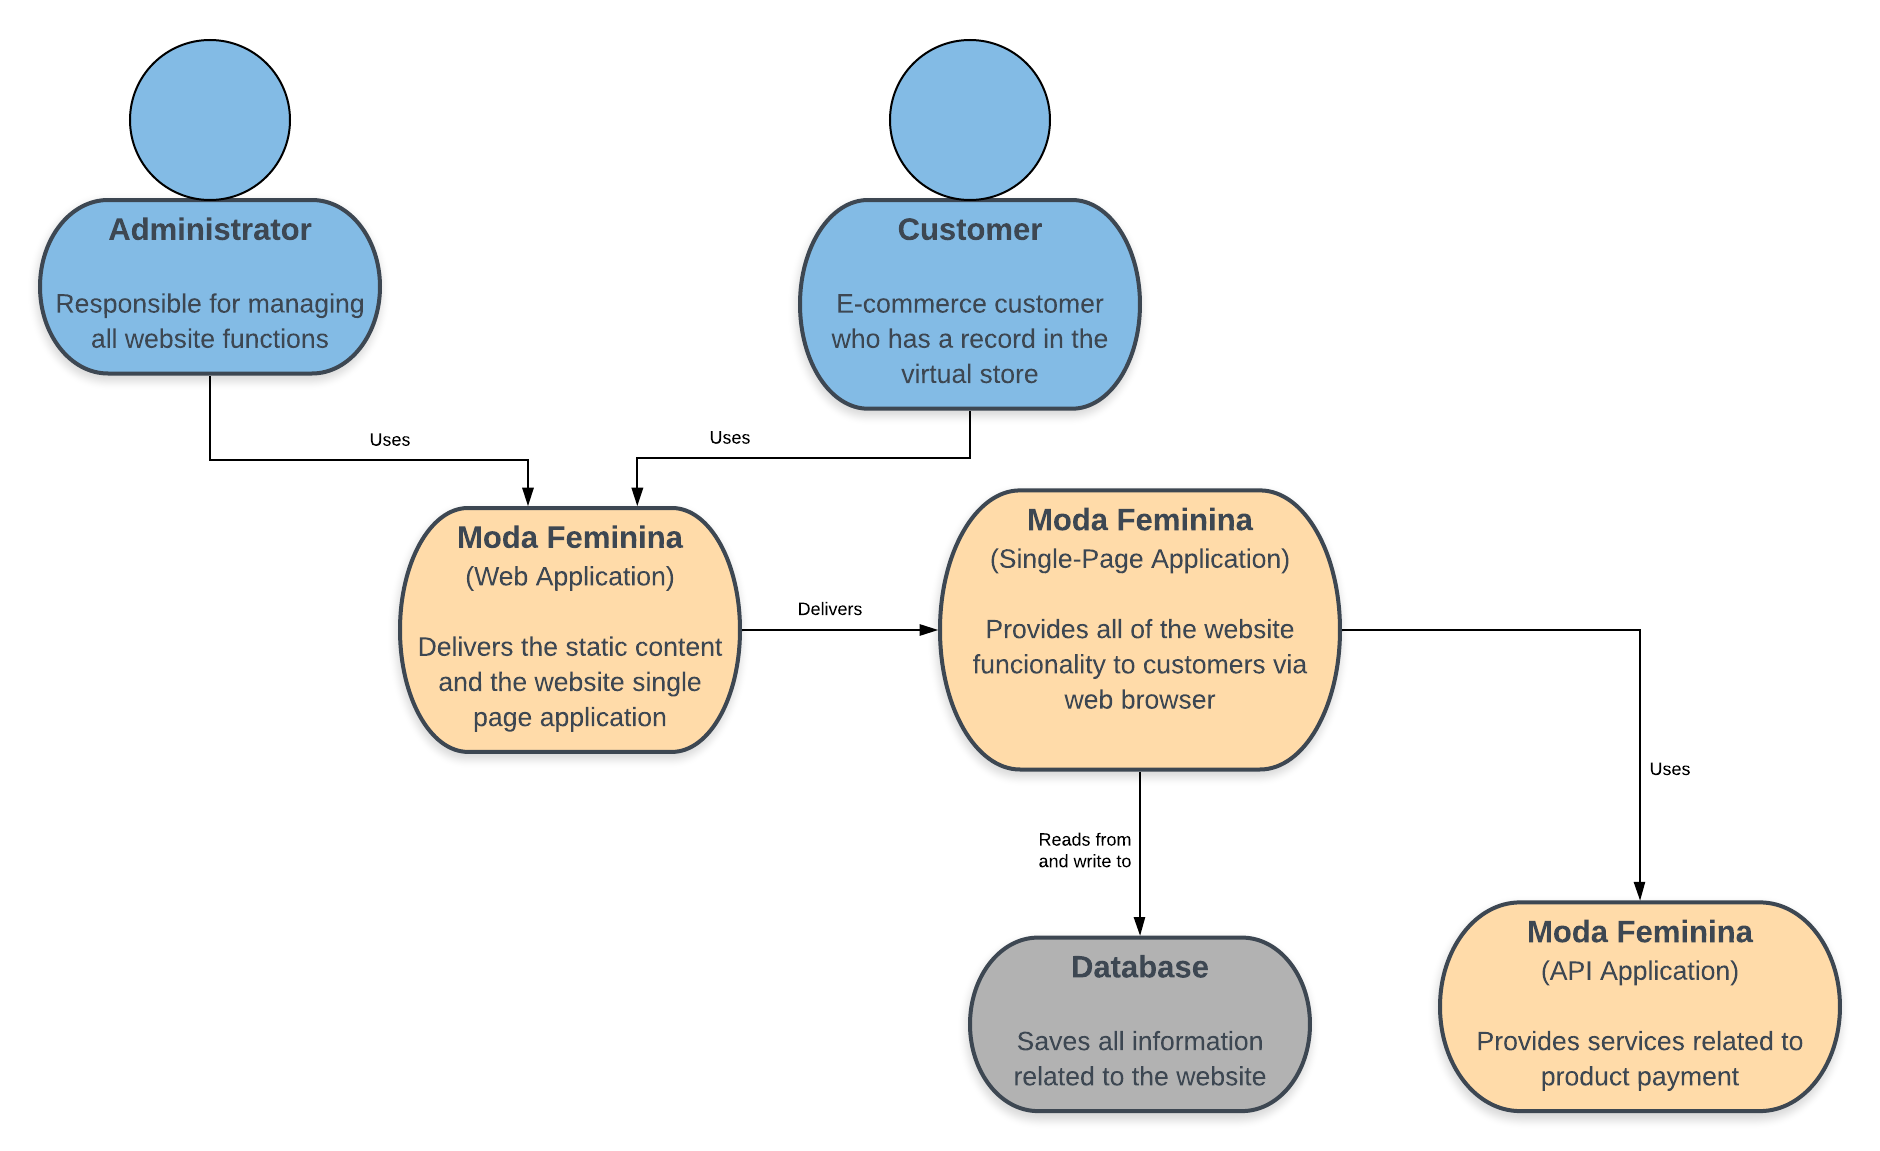 Administrator
Responsible for managing
all website functions
Customer
E-commerce customer
who has a record in the
virtual store
Uses
Uses
Moda Feminina
(Web Application)
Delivers the static content
and the website single
page application
Delivers
Moda Feminina
(Single-Page Application)
Provides all of the website
funcionality to customers via
web browser
Uses
Reads from
and write to
Database
Saves all information
related to the website
Moda Feminina
(API Application)
Provides services related to
product payment